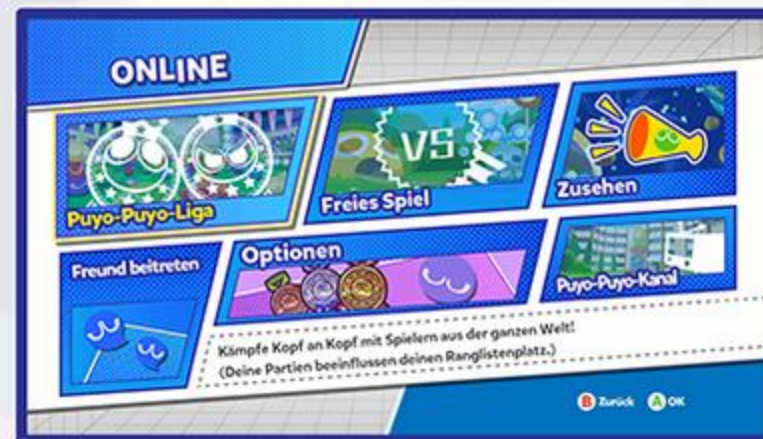 ONLINE
Puyo-Puyo-Liga
VS
Freies Spiel
Zusehen
Freund beitreten
Optionen
Puyo-Puyo-Kanal
Kämpfe Kopf an Kopf mit Spielern aus der ganzen Welt!
(Deine Partien beeinflussen deinen Ranglistenplatz.)
B Zurück A OK